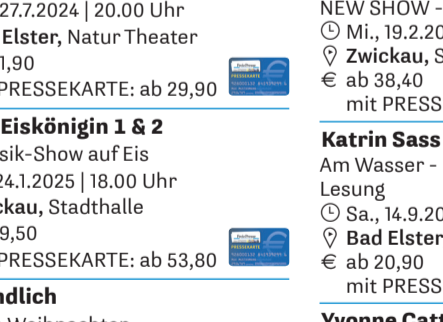 27.7.2024 | 20.00 Uhr
Elster, Natur Theater
1,90
PRESSEKARTE: ab 29,90
Eiskönigin 1 & 2
sik-Show auf Eis
24.1.2025 | 18.00 Uhr
ckau, Stadthalle
9,50
PRESSEKARTE: ab 53,80
ndlich
NEW SHOW -
Mi., 19.2.20
Zwickau, S
€ ab 38,40
mit PRESS
Katrin Sass
Am Wasser -
Lesung
Sa., 14.9.20
Bad Elster
€ ab 20,90
mit PRESS